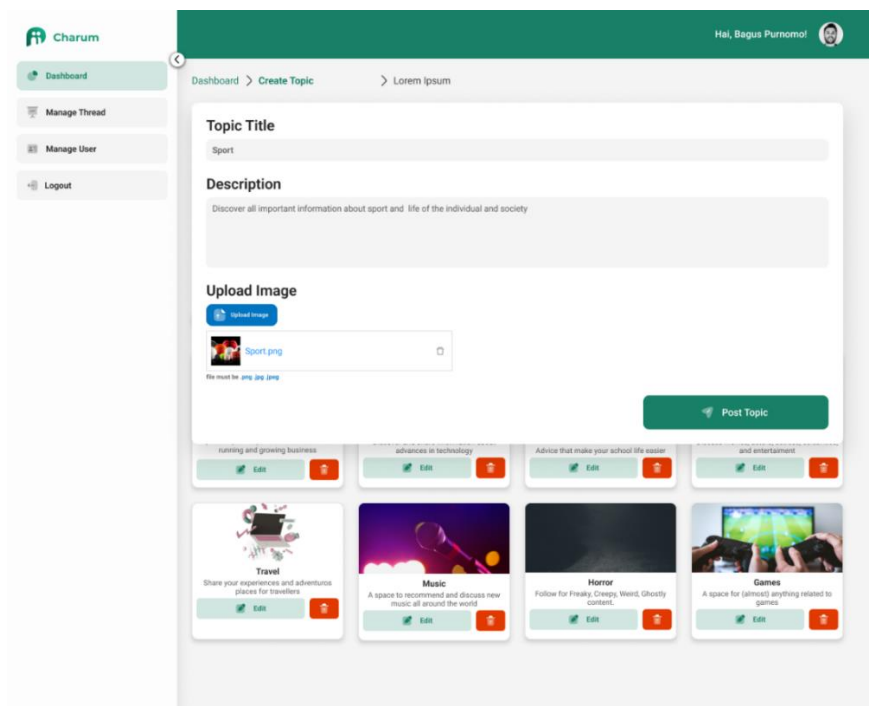 Charum
Hai, Bagus Purnomo!
Dashboard
Manage Thread
Manage User
Logout
Dashboard > Create Topic > Lorem Ipsum
Topic Title
Sport
Description
Discover all important information about sport and life of the individual and society
Upload Image
Upload Image
Sport.png
file must be .png .jpg .jpeg
Post Topic
running and growing business
Edit
advances in technology
Edit
Advice that make your school life easier
Edit
and entertaiment
Edit
Travel
Share your experiences and adventuros
places for travellers
Edit
Music
A space to recommend and discuss new
music all around the world
Edit
Horror
Follow for Freaky, Creepy, Weird, Ghostly
content.
Edit
Games
A space for (almost) anything related to
games
Edit